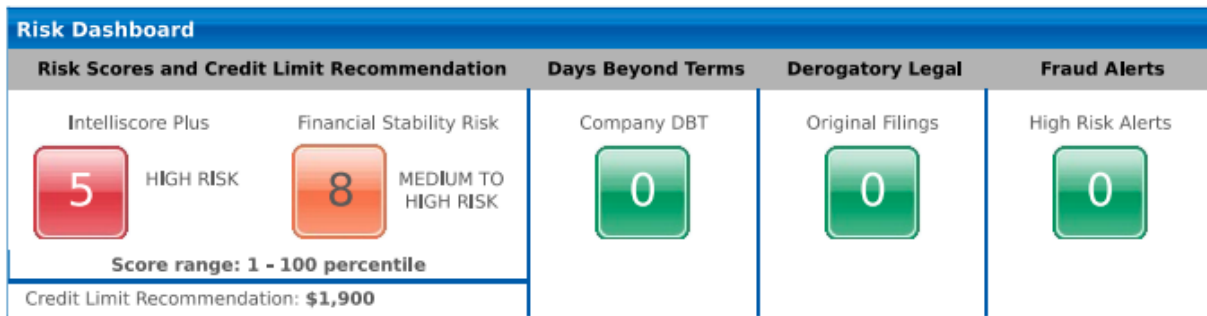 Risk Dashboard
Risk Scores and Credit Limit Recommendation Days Beyond Terms Derogatory Legal Fraud Alerts
Intelliscore Plus Financial Stability Risk Company DBT Original Filings High Risk Alerts
5 HIGH RISK 8 MEDIUM TO HIGH RISK 0 0 0
Score range: 1 - 100 percentile
Credit Limit Recommendation: $1,900